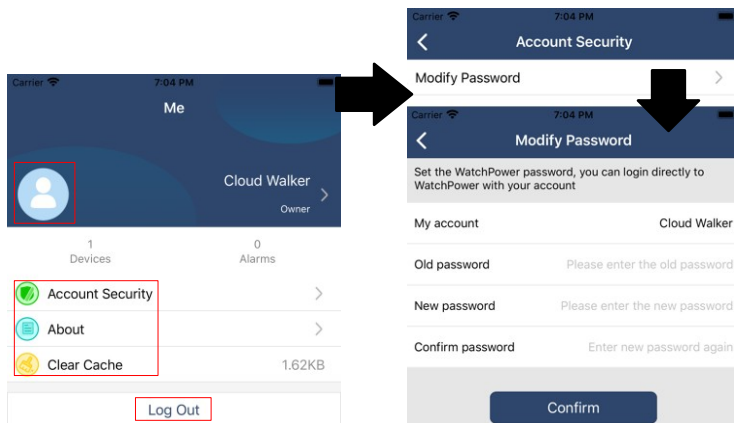 Carrier 7:04 PM
Me
Cloud Walker
Owner
1 0
Devices Alarms
Account Security
About
Clear Cache 1.62KB
Log Out
Carrier 7:04 PM
Account Security
Modify Password
Carrier 7:04 PM
Modify Password
Set the WatchPower password, you can login directly to
WatchPower with your account
My account Cloud Walker
Old password Please enter the old password
New password Please enter the new password
Confirm password Enter new password again
Confirm